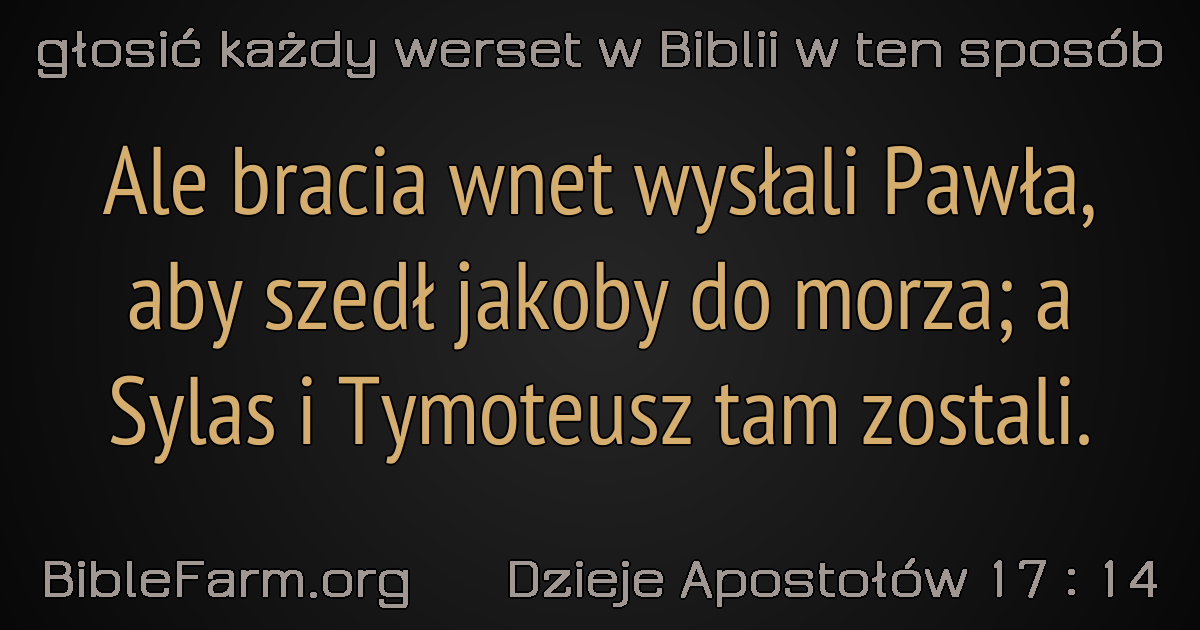 głosić każdy werset w Biblii w ten sposób
Ale bracia wnet wysłali Pawła,
aby szedł jakoby do morza; a
Sylas i Tymoteusz tam zostali.
BibleFarm.org Dzieje Apostołów 17 : 14